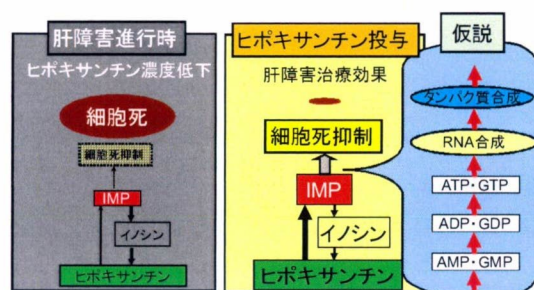 肝障害進行時
ヒポキサンチン濃度低下
細胞死
細胞死抑制
IMP
イノシン
ヒポキサンチン
ヒポキサンチン投与
肝障害治療効果
細胞死抑制
IMP
イノシン
ヒポキサンチン
仮説
タンパク質合成
RNA合成
ATP・GTP
ADP・GDP
AMP・GMP